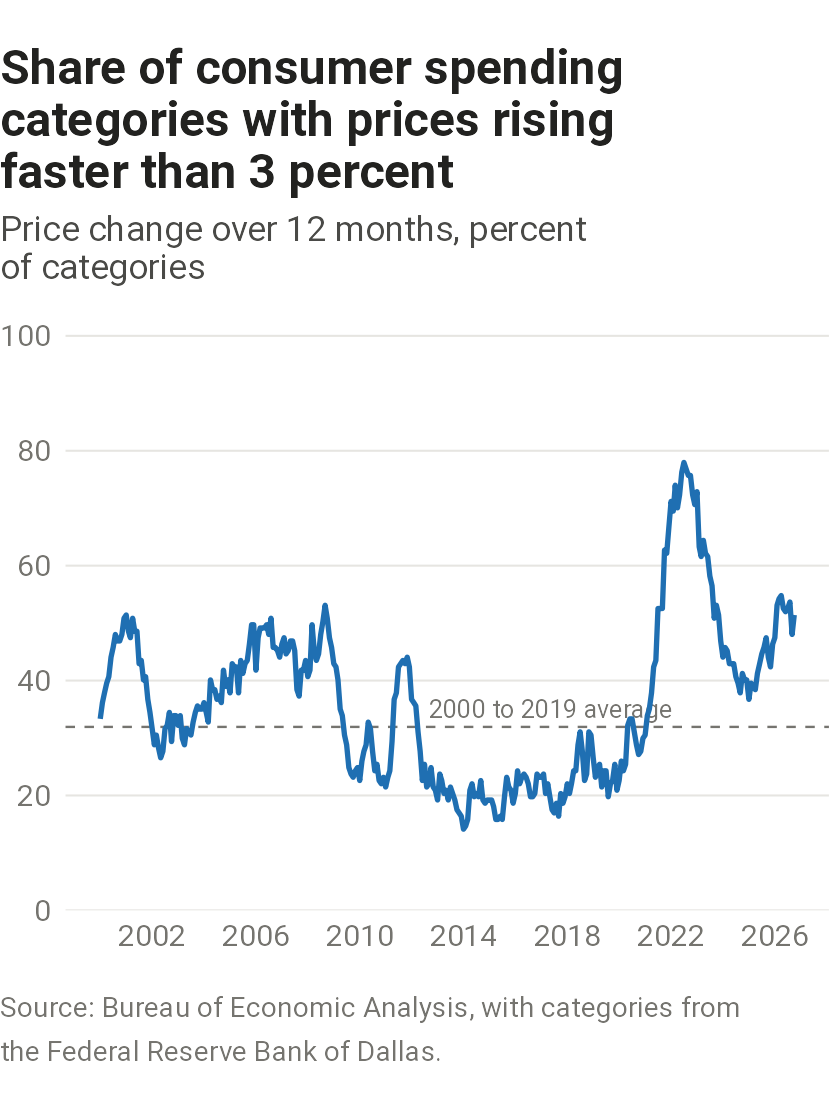 Share of consumer spending
categories with prices rising
faster than 3 percent
Price change over 12 months, percent
of categories
100
80
60
40
2000 to 2019 average
20
0
2002 2006 2010 2014 2018 2022 2026
Source: Bureau of Economic Analysis, with categories from
the Federal Reserve Bank of Dallas.